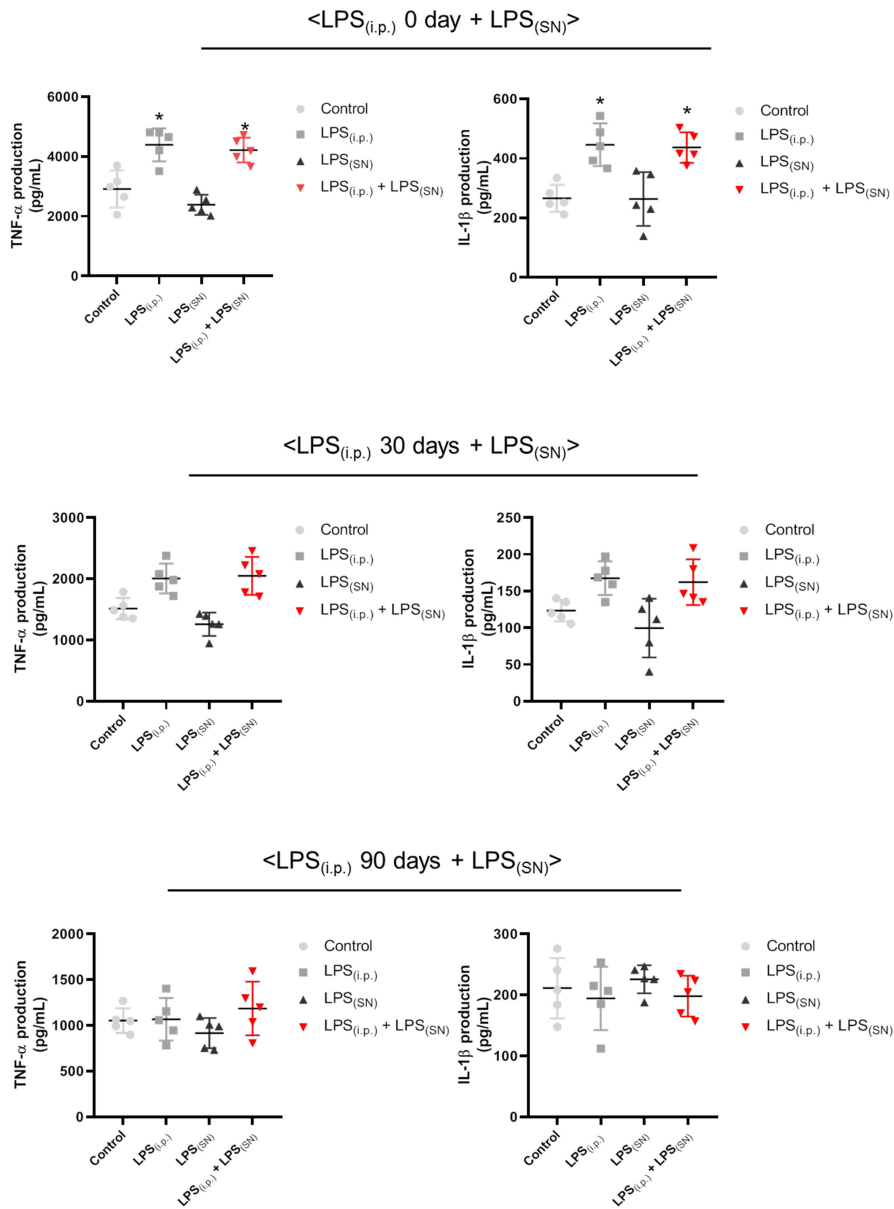 <LPS(i.p.) 0 day + LPS(SN)>
TNF-α production
(pg/mL)
6000
4000
2000
0
*
*
Control
LPS(i.p.)
LPS(SN)
LPS(i.p.) + LPS(SN)
Control
LPS(i.p.)
LPS(SN)
LPS(i.p.) + LPS(SN)
IL-1β production
(pg/mL)
600
400
200
0
*
*
Control
LPS(i.p.)
LPS(SN)
LPS(i.p.) + LPS(SN)
Control
LPS(i.p.)
LPS(SN)
LPS(i.p.) + LPS(SN)
<LPS(i.p.) 30 days + LPS(SN)>
TNF-α production
(pg/mL)
3000
2000
1000
0
Control
LPS(i.p.)
LPS(SN)
LPS(i.p.) + LPS(SN)
Control
LPS(i.p.)
LPS(SN)
LPS(i.p.) + LPS(SN)
IL-1β production
(pg/mL)
250
200
150
100
50
0
Control
LPS(i.p.)
LPS(SN)
LPS(i.p.) + LPS(SN)
Control
LPS(i.p.)
LPS(SN)
LPS(i.p.) + LPS(SN)
<LPS(i.p.) 90 days + LPS(SN)>
TNF-α production
(pg/mL)
2000
1500
1000
500
0
Control
LPS(i.p.)
LPS(SN)
LPS(i.p.) + LPS(SN)
Control
LPS(i.p.)
LPS(SN)
LPS(i.p.) + LPS(SN)
IL-1β production
(pg/mL)
300
200
100
0
Control
LPS(i.p.)
LPS(SN)
LPS(i.p.) + LPS(SN)
Control
LPS(i.p.)
LPS(SN)
LPS(i.p.) + LPS(SN)